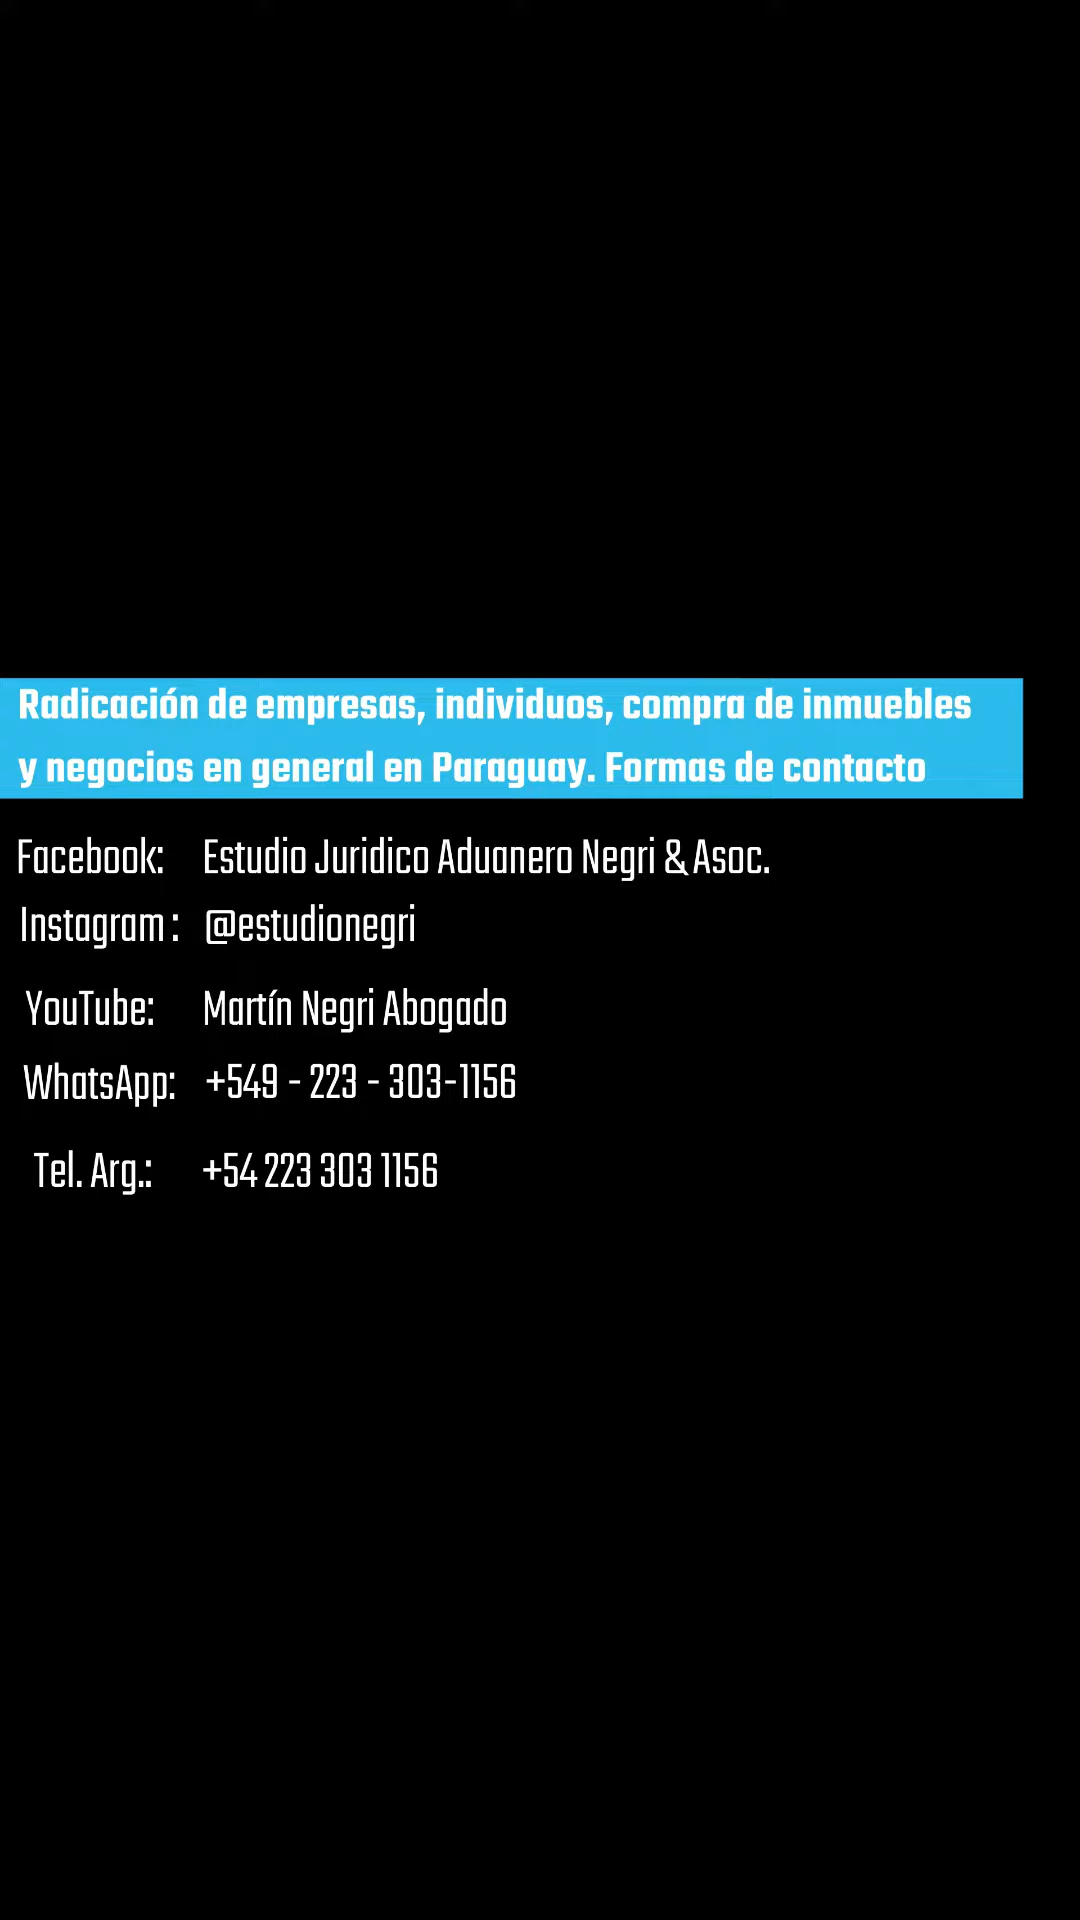 Radicación de empresas, individuos, compra de inmuebles
y negocios en general en Paraguay. Formas de contacto
Facebook: Estudio Juridico Aduanero Negri & Asoc.
Instagram : @estudionegri
YouTube: Martín Negri Abogado
WhatsApp: +549 - 223 - 303-1156
Tel. Arg.: +54 223 303 1156